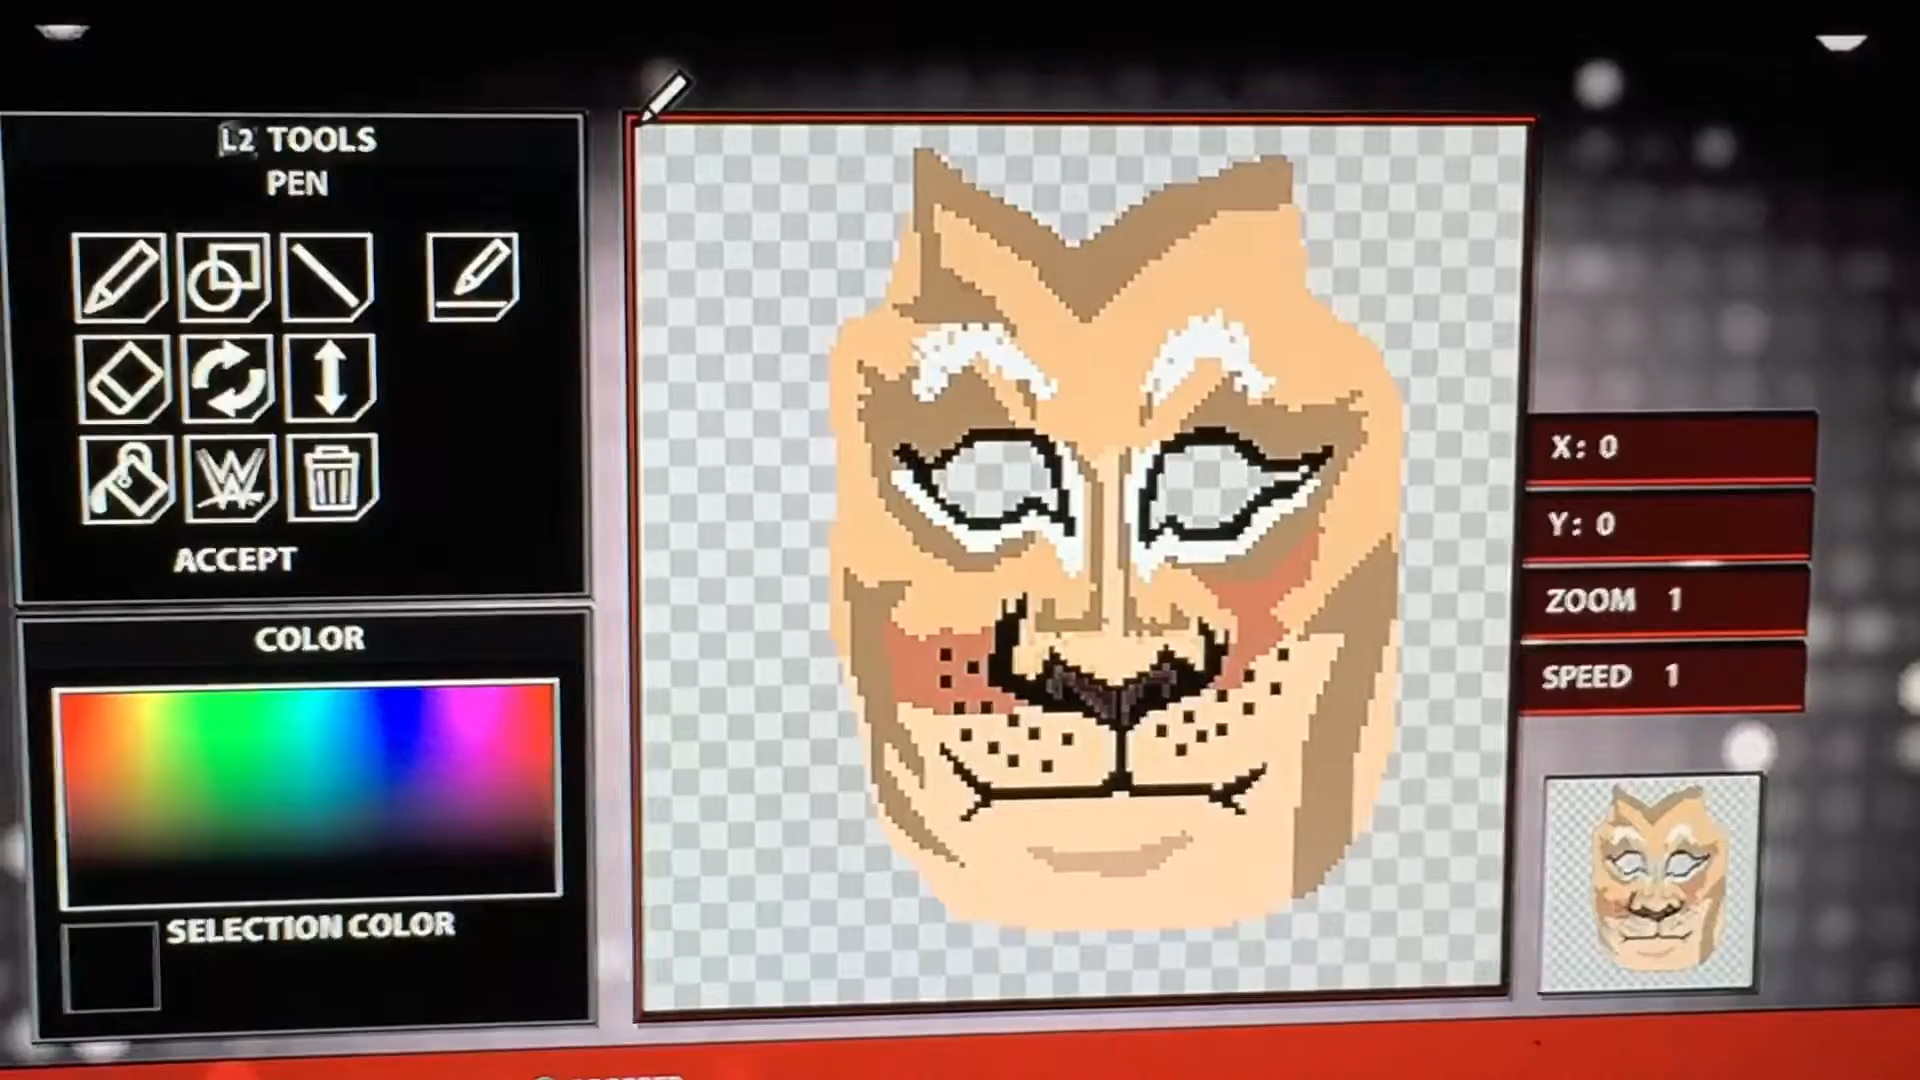 L2 TOOLS
PEN
W
ACCEPT
COLOR
SELECTION COLOR
X: 0
Y: 0
ZOOM 1
SPEED 1